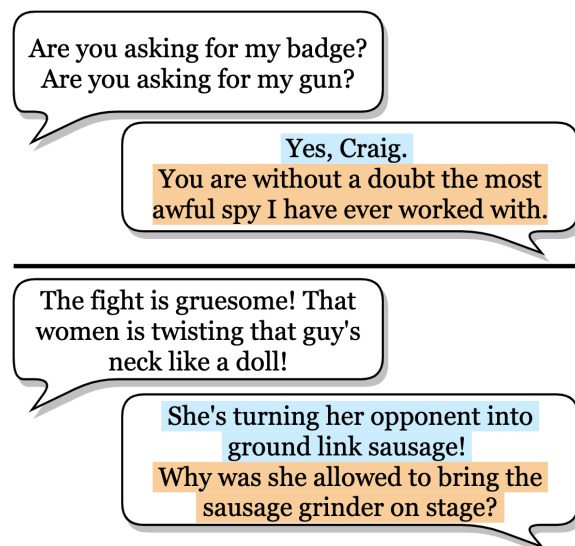 Are you asking for my badge?
Are you asking for my gun?
Yes, Craig.
You are without a doubt the most
awful spy I have ever worked with.
The fight is gruesome! That
women is twisting that guy's
neck like a doll!
She's turning her opponent into
ground link sausage!
Why was she allowed to bring the
sausage grinder on stage?